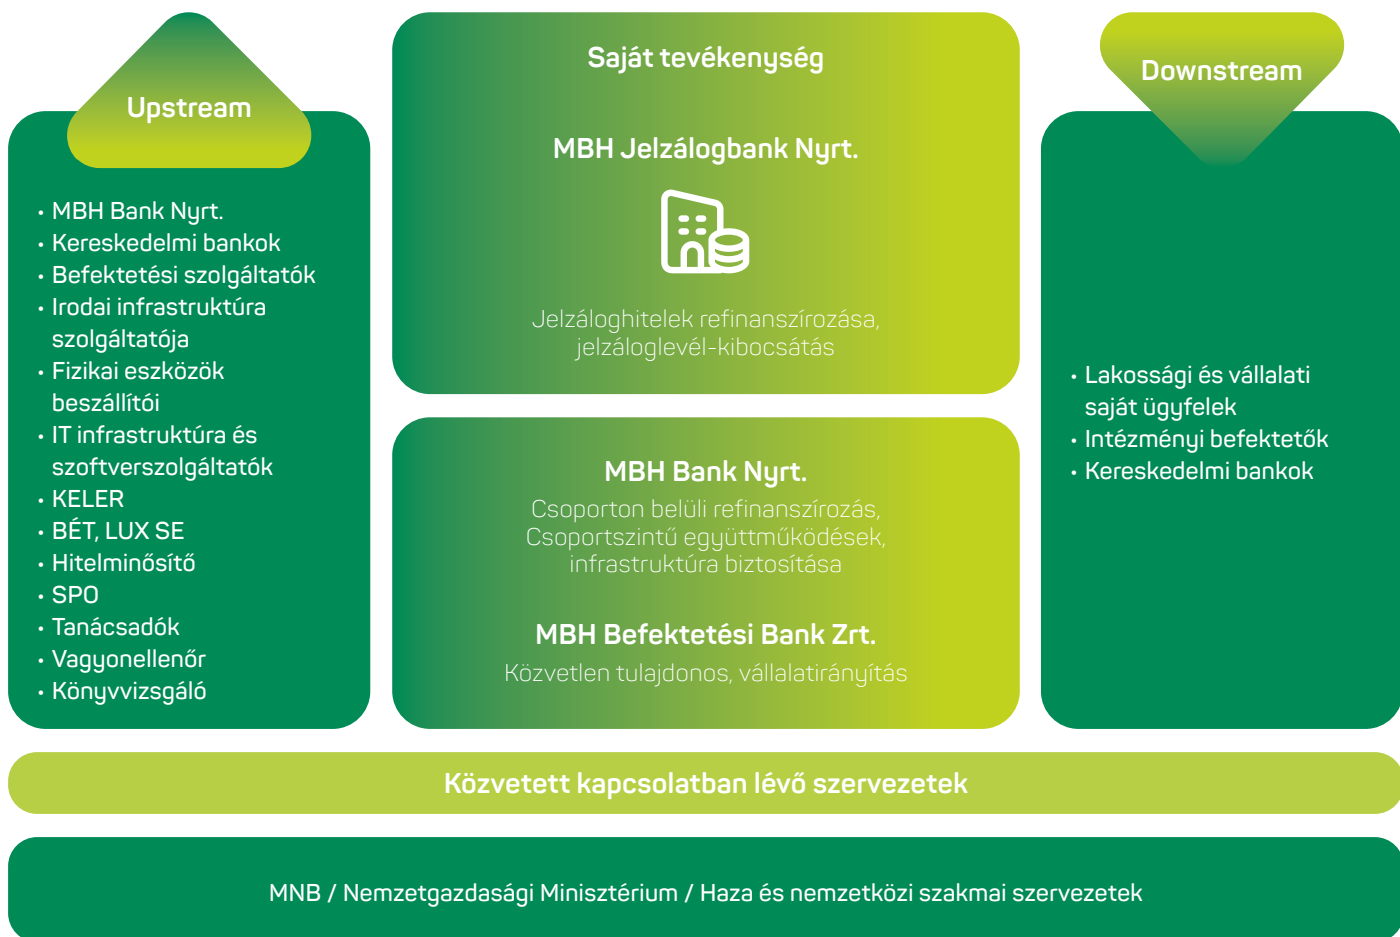 Upstream
• MBH Bank Nyrt.
• Kereskedelmi bankok
• Befektetési szolgáltatók
• Irodai infrastruktúra
szolgáltatója
• Fizikai eszközök
beszállítói
• IT infrastruktúra és
szoftverszolgáltatók
• KELER
• BÉT, LUX SE
• Hitelminősítő
• SPO
• Tanácsadók
• Vagyonellenőr
• Könyvvizsgáló
Saját tevékenység
MBH Jelzálogbank Nyrt.
Jelzáloghitelek refinanszírozása,
jelzáloglevél-kibocsátás
MBH Bank Nyrt.
Csoporton belüli refinanszírozás,
Csoportszintű együttműködések,
infrastruktúra biztosítása
MBH Befektetési Bank Zrt.
Közvetlen tulajdonos, vállalatirányítás
Downstream
• Lakossági és vállalati
saját ügyfelek
• Intézményi befektetők
• Kereskedelmi bankok
Közvetett kapcsolatban lévő szervezetek
MNB / Nemzetgazdasági Minisztérium / Haza és nemzetközi szakmai szervezetek